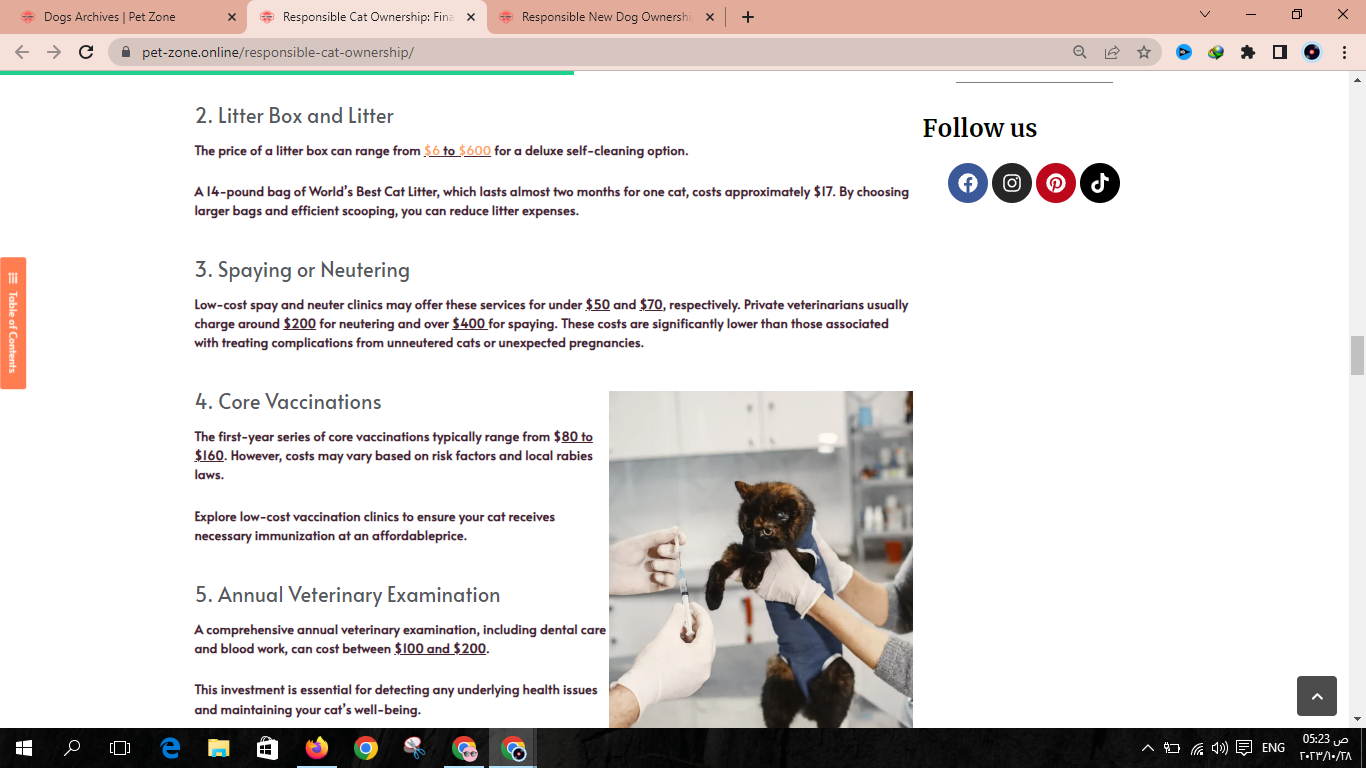 Dogs Archives | Pet Zone
Responsible Cat Ownership: Fina
Responsible New Dog Ownershi
pet-zone.online/responsible-cat-ownership/
2. Litter Box and Litter
The price of a litter box can range from $6 to $600 for a deluxe self-cleaning option.
A 14-pound bag of World's Best Cat Litter, which lasts almost two months for one cat, costs approximately $17. By choosing
larger bags and efficient scooping, you can reduce litter expenses.
3. Spaying or Neutering
Low-cost spay and neuter clinics may offer these services for under $50 and $70, respectively. Private veterinarians usually
charge around $200 for neutering and over $400 for spaying. These costs are significantly lower than those associated
with treating complications from unneutered cats or unexpected pregnancies.
4. Core Vaccinations
The first-year series of core vaccinations typically range from $80 to
$160. However, costs may vary based on risk factors and local rabies
laws.
Explore low-cost vaccination clinics to ensure your cat receives
necessary immunization at an affordableprice.
5. Annual Veterinary Examination
A comprehensive annual veterinary examination, including dental care
and blood work, can cost between $100 and $200.
This investment is essential for detecting any underlying health issues
and maintaining your cat's well-being.
Follow us
Table of Contents
ENG
05:23 ص
٢٠٢٣/١٠/٢٨